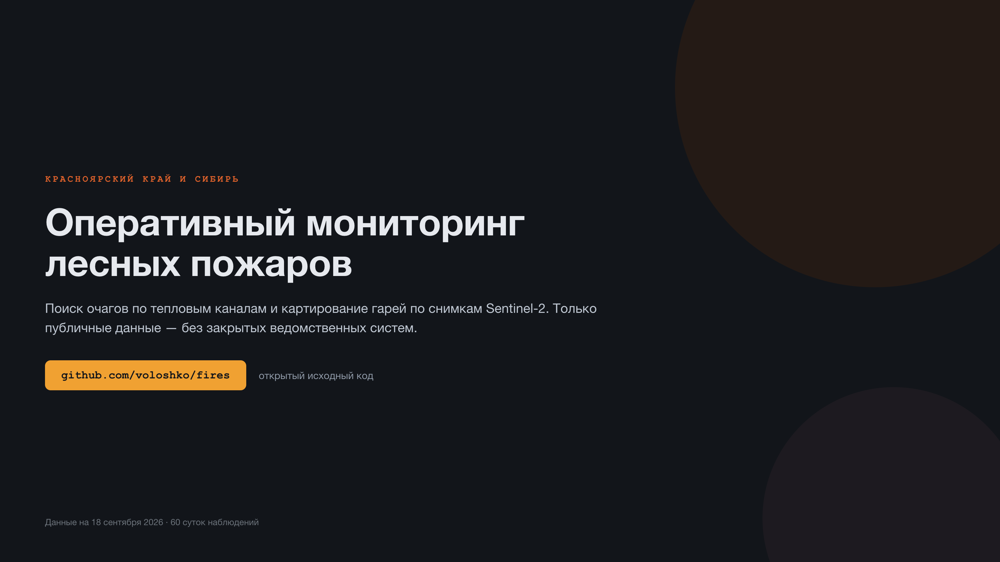 КРАСНОЯРСКИЙ КРАЙ И СИБИРЬ
Оперативный мониторинг
лесных пожаров
Поиск очагов по тепловым каналам и картирование гарей по снимкам Sentinel-2. Только
публичные данные — без закрытых ведомственных систем.
github.com/voloshko/fires
открытый исходный код
Данные на 18 сентября 2026 · 60 суток наблюдений